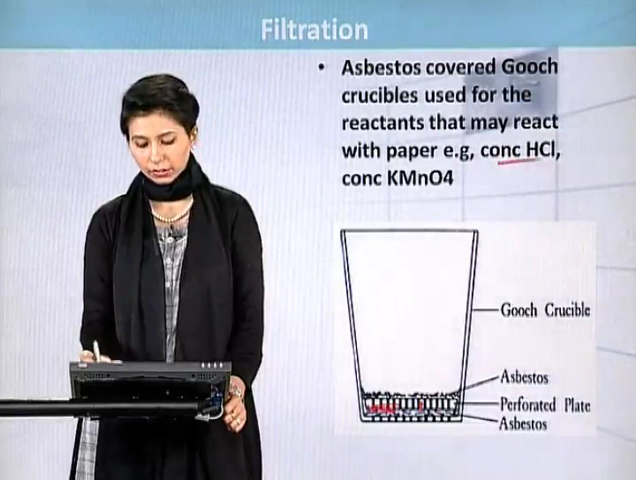 Filtration
• Asbestos covered Gooch
crucibles used for the
reactants that may react
with paper e.g, conc HCl,
conc KMnO4
Gooch Crucible
Asbestos
Perforated Plate
Asbestos